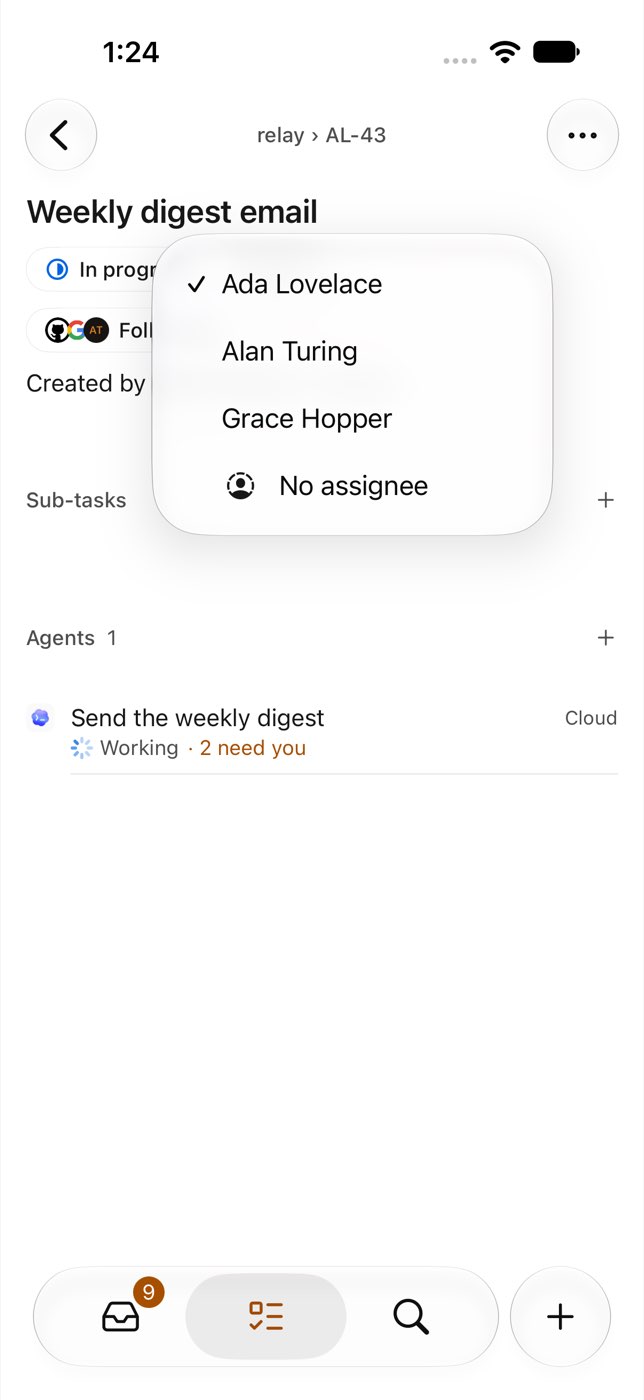 1:24
relay › AL-43
Weekly digest email
In progr
Ada Lovelace
Alan Turing
AT Foll
Grace Hopper
Created by
No assignee
Sub-tasks
Agents 1
Send the weekly digest
Cloud
Working · 2 need you
9